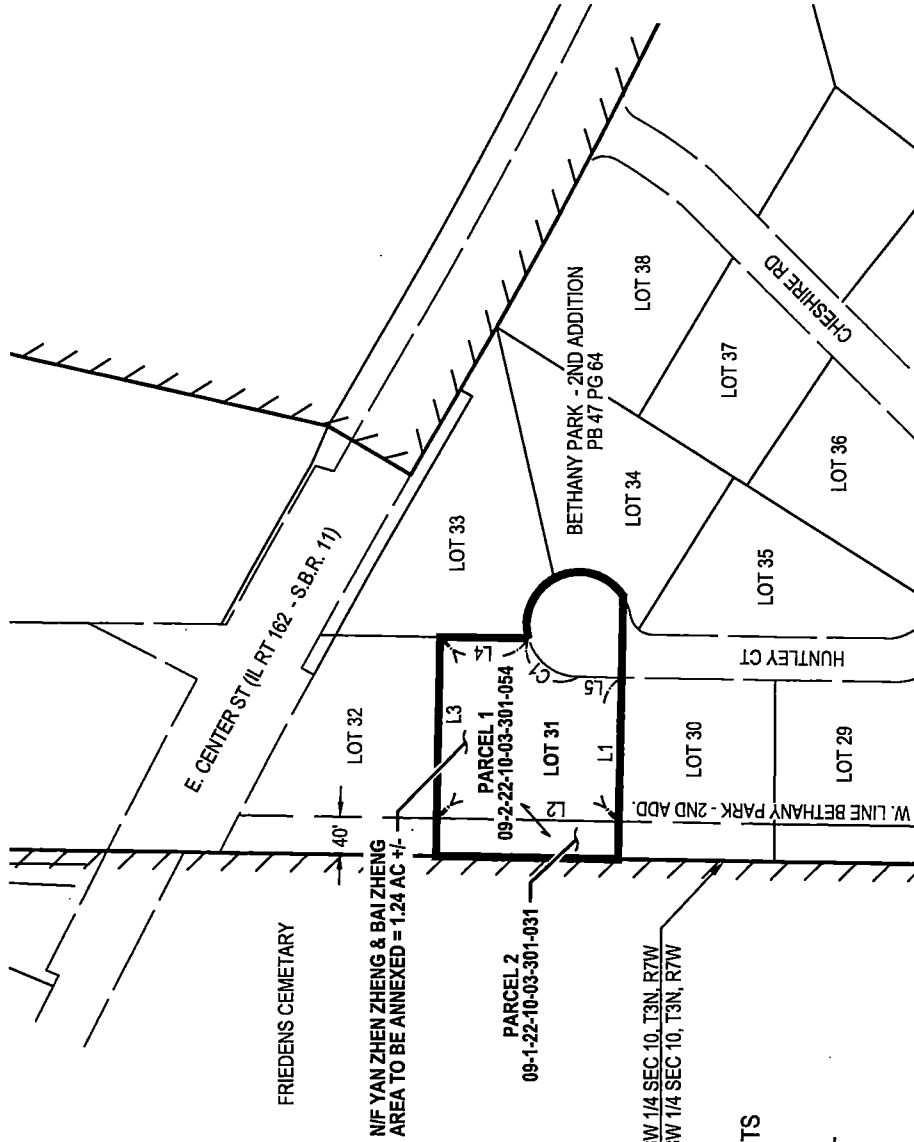 E. CENTER ST (IL RT 162 - S.B.R. 11)
FRIEDENS CEMETARY
40'
N/F YAN ZHEN ZHENG & BAI ZHENG
AREA TO BE ANNEXED = 1.24 AC +/-
LOT 32
LOT 33
L3
L4
PARCEL 1
09-2-22-10-03-301-054
C1
LOT 31
L2
L5
L1
PARCEL 2
09-1-22-10-03-301-031
BETHANY PARK - 2ND ADDITION
PB 47 PG 64
LOT 38
LOT 34
LOT 37
CHESHIRE RD
LOT 36
LOT 35
HUNTLEY CT
LOT 30
LOT 29
W. LINE BETHANY PARK - 2ND ADD.
1/4 SEC 10, T3N, R7W
1/4 SEC 10, T3N, R7W
TS